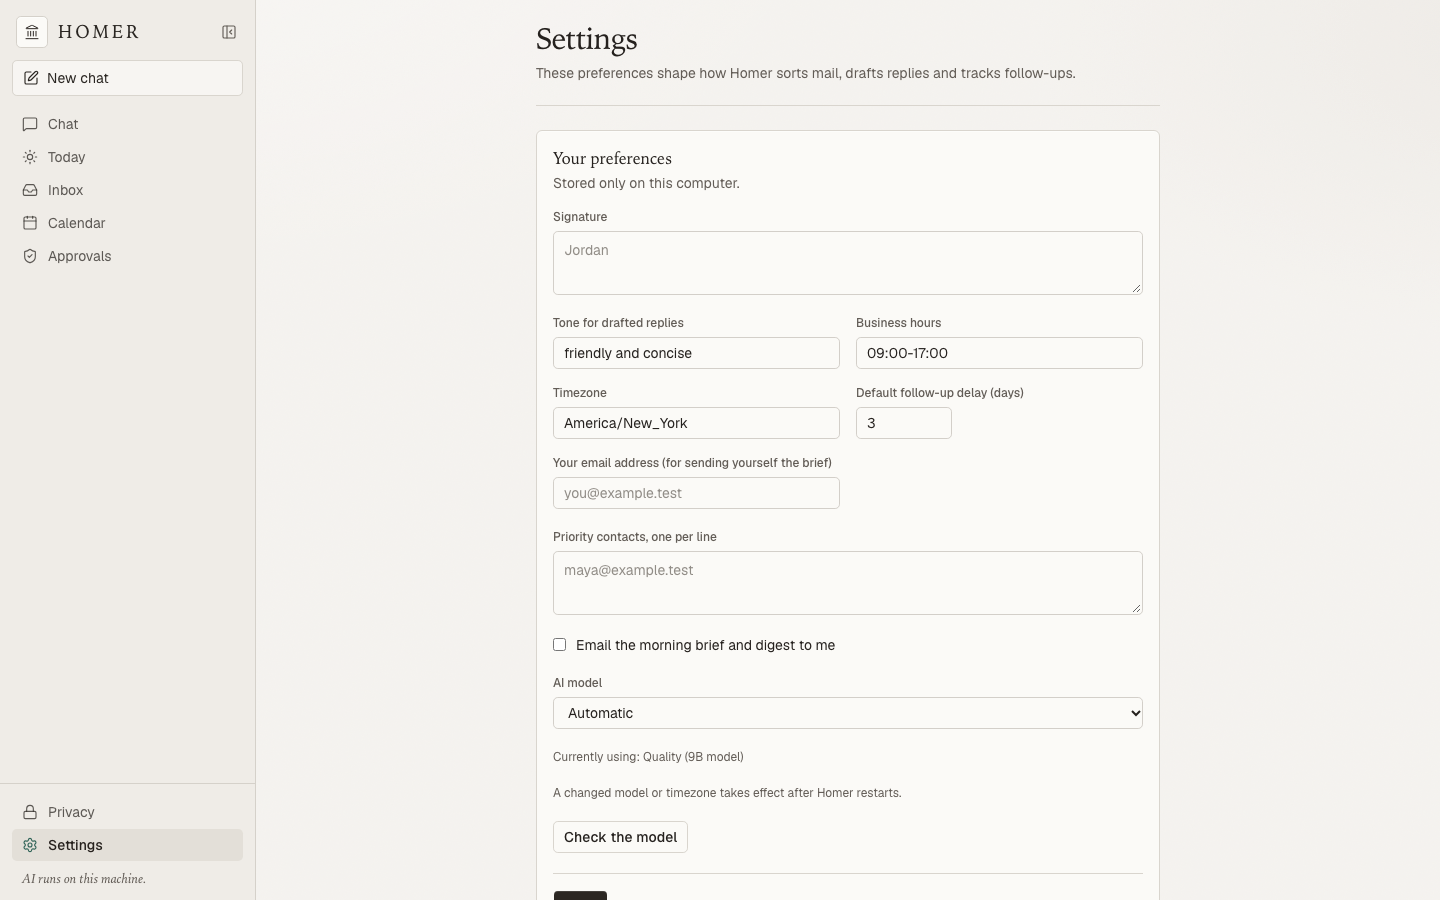 HOMER
New chat
Chat
Today
Inbox
Calendar
Approvals
Privacy
Settings
AI runs on this machine.
Settings
These preferences shape how Homer sorts mail, drafts replies and tracks follow-ups.
Your preferences
Stored only on this computer.
Signature
Jordan
Tone for drafted replies
friendly and concise
Business hours
09:00-17:00
Timezone
America/New_York
Default follow-up delay (days)
3
Your email address (for sending yourself the brief)
you@example.test
Priority contacts, one per line
maya@example.test
Email the morning brief and digest to me
AI model
Automatic
Currently using: Quality (9B model)
A changed model or timezone takes effect after Homer restarts.
Check the model